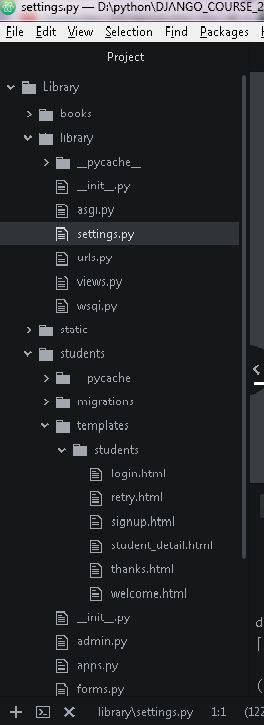 settings.py — D:\python\DJANGO_COURSE_2
File Edit View Selection Find Packages
Project
Library
books
library
__pycache__
__init__.py
asgi.py
settings.py
urls.py
views.py
wsgi.py
static
students
__pycache__
migrations
templates
students
login.html
retry.html
signup.html
student_detail.html
thanks.html
welcome.html
__init__.py
admin.py
apps.py
forms.py
d
[
(
library\settings.py 1:1 (122